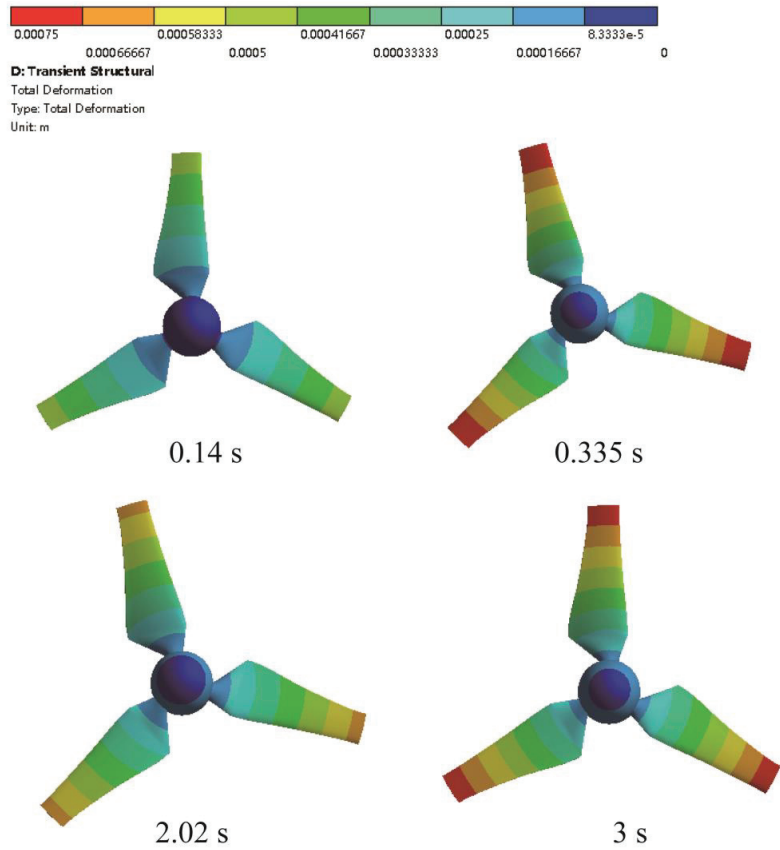 0.00075 0.00058333 0.00041667 0.00025 8.3333e-5
0.00066667 0.0005 0.00033333 0.00016667 0
D: Transient Structural
Total Deformation
Type: Total Deformation
Unit: m
0.14 s 0.335 s
2.02 s 3 s